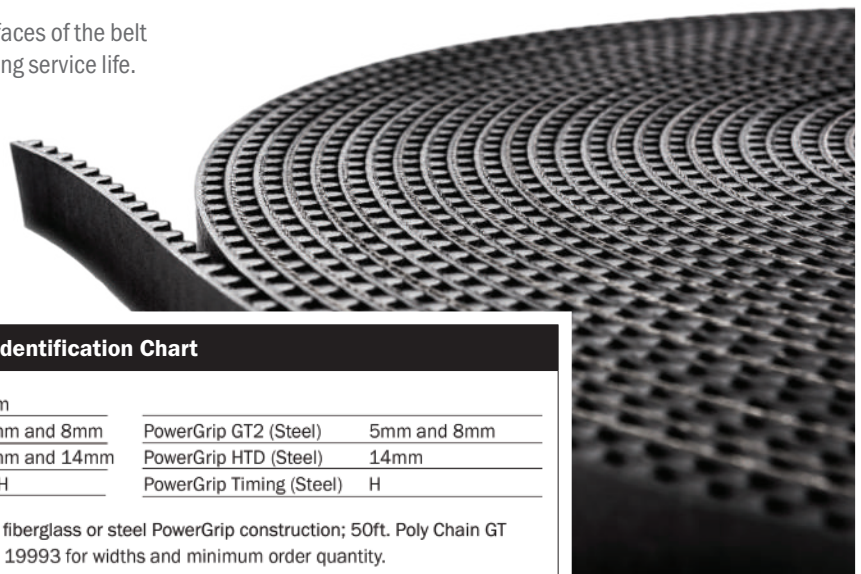 faces of the belt
ng service life.
dentification Chart
m
nm and 8mm PowerGrip GT2 (Steel) 5mm and 8mm
nm and 14mm PowerGrip HTD (Steel) 14mm
H PowerGrip Timing (Steel) H
fiberglass or steel PowerGrip construction; 50ft. Poly Chain GT
19993 for widths and minimum order quantity.